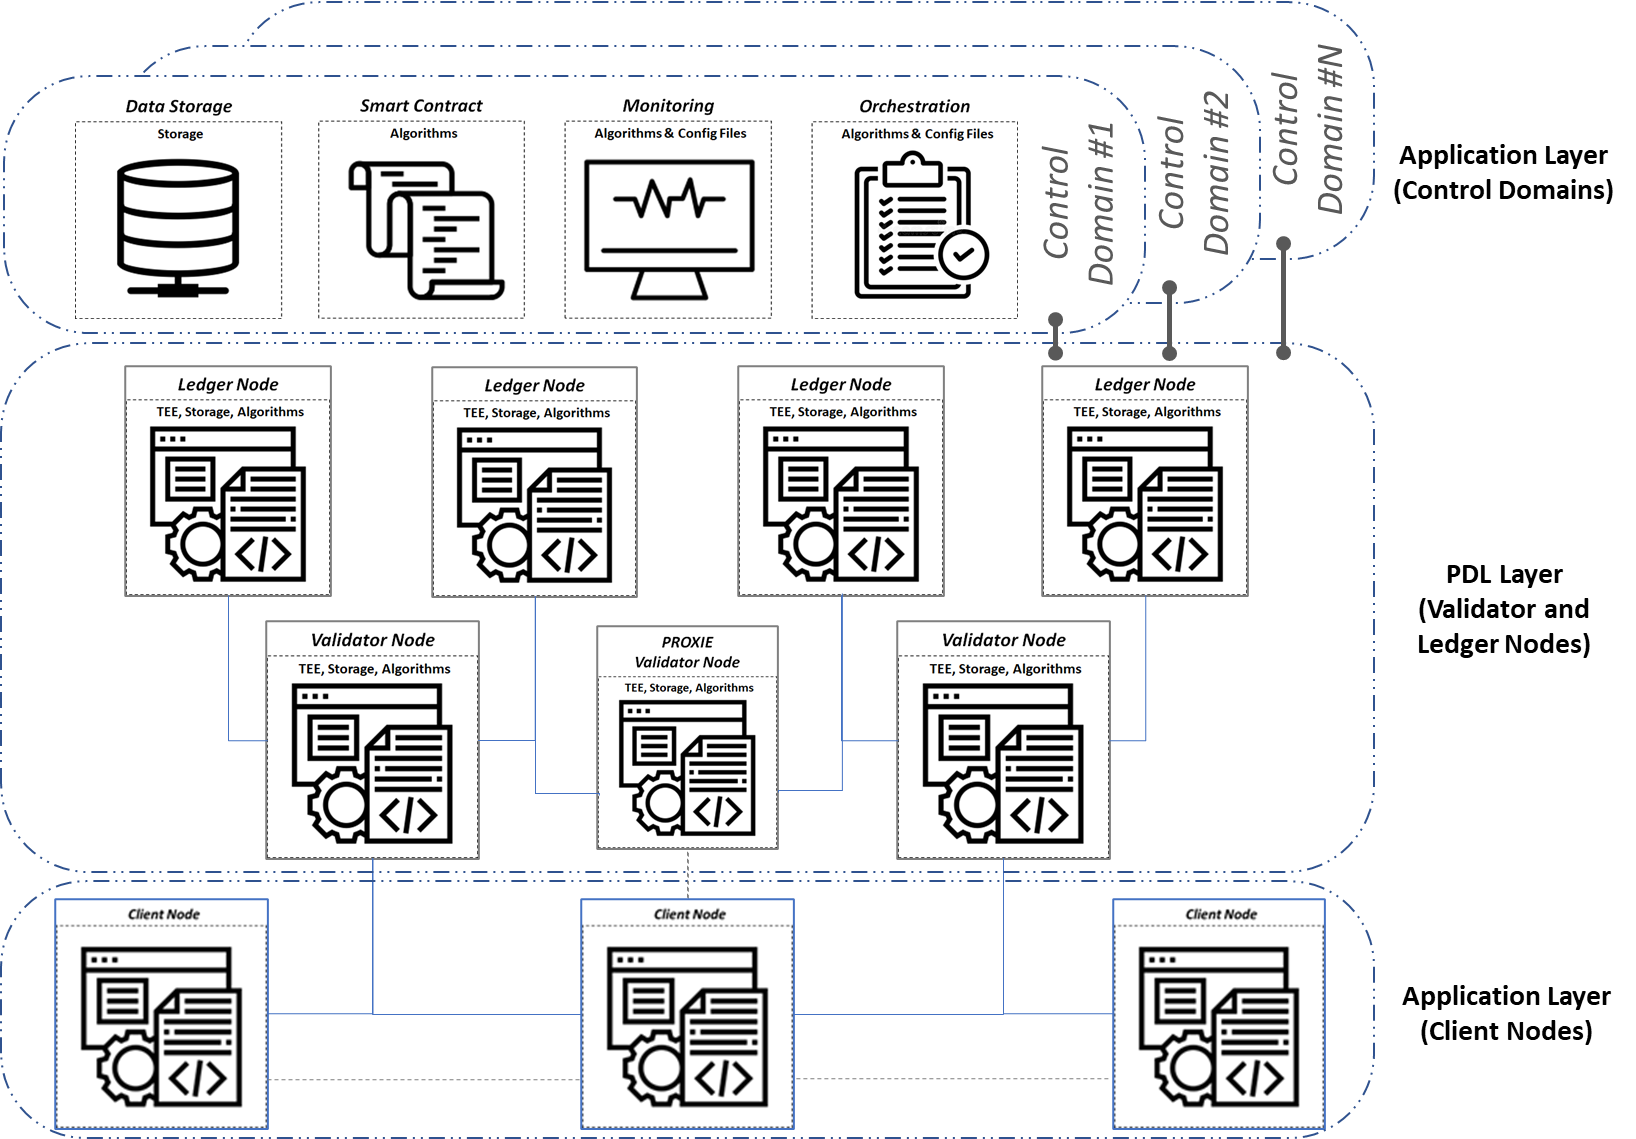 Data Storage
Storage
Smart Contract
Algorithms
Monitoring
Algorithms & Config Files
Orchestration
Algorithms & Config Files
Control
Domain #1
Control
Domain #2
Control
Domain #N
Application Layer
(Control Domains)
Ledger Node
TEE, Storage, Algorithms
Ledger Node
TEE, Storage, Algorithms
Ledger Node
TEE, Storage, Algorithms
Ledger Node
TEE, Storage, Algorithms
PDL Layer
(Validator and
Ledger Nodes)
Validator Node
TEE, Storage, Algorithms
PROXIE
Validator Node
TEE, Storage, Algorithms
Validator Node
TEE, Storage, Algorithms
Client Node
Client Node
Client Node
Application Layer
(Client Nodes)